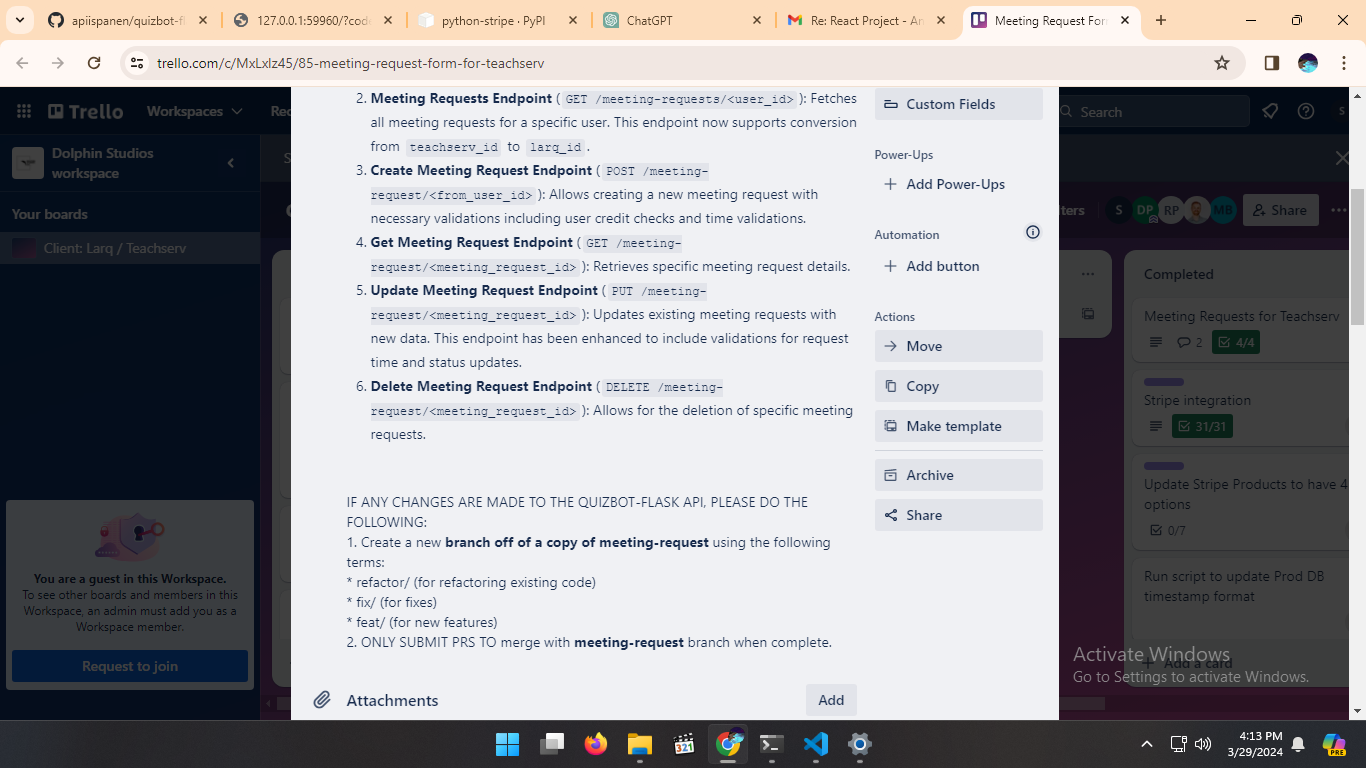 apiispanen/quizbot-fl
127.0.0.1:59960/?code
python-stripe · PyPI
ChatGPT
Re: React Project - An
Meeting Request For
trello.com/c/MxLxlz45/85-meeting-request-form-for-teachserv
Trello
Workspaces
Search
Dolphin Studios
workspace
Your boards
Client: Larq / Teachserv
You are a guest in this Workspace.
To see other boards and members in this
Workspace, an admin must add you as a
Workspace member.
Request to join
2. Meeting Requests Endpoint ( GET /meeting-requests/<user_id> ): Fetches
all meeting requests for a specific user. This endpoint now supports conversion
from teachserv_id to larq_id .
3. Create Meeting Request Endpoint ( POST /meeting-
request/<from_user_id> ): Allows creating a new meeting request with
necessary validations including user credit checks and time validations.
4. Get Meeting Request Endpoint ( GET /meeting-
request/<meeting_request_id> ): Retrieves specific meeting request details.
5. Update Meeting Request Endpoint ( PUT /meeting-
request/<meeting_request_id> ): Updates existing meeting requests with
new data. This endpoint has been enhanced to include validations for request
time and status updates.
6. Delete Meeting Request Endpoint ( DELETE /meeting-
request/<meeting_request_id> ): Allows for the deletion of specific meeting
requests.
IF ANY CHANGES ARE MADE TO THE QUIZBOT-FLASK API, PLEASE DO THE
FOLLOWING:
1. Create a new branch off of a copy of meeting-request using the following
terms:
* refactor/ (for refactoring existing code)
* fix/ (for fixes)
* feat/ (for new features)
2. ONLY SUBMIT PRS TO merge with meeting-request branch when complete.
Attachments
Add
Custom Fields
Power-Ups
Add Power-Ups
Automation
Add button
Actions
Move
Copy
Make template
Archive
Share
S DP RP MB
Share
Completed
Meeting Requests for Teachserv
2 4/4
Stripe integration
31/31
Update Stripe Products to have 4
options
0/7
Run script to update Prod DB
timestamp format
Add a card
Activate Windows
Go to Settings to activate Windows.
321
4:13 PM
3/29/2024
PRE